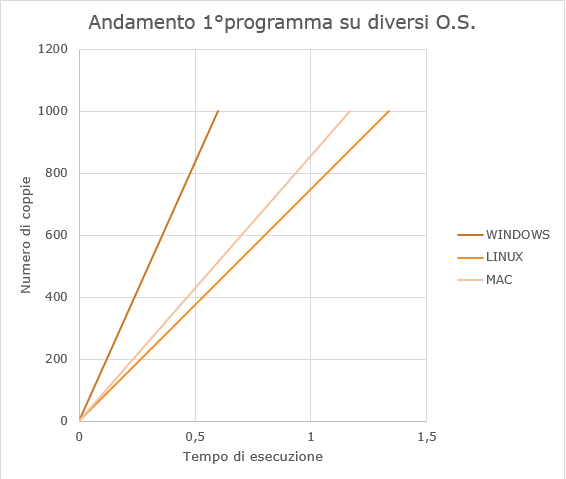 Andamento 1°programma su diversi O.S.
1200
1000
800
600
400
200
0
Numero di coppie
0
0,5
1
1,5
Tempo di esecuzione
WINDOWS
LINUX
MAC